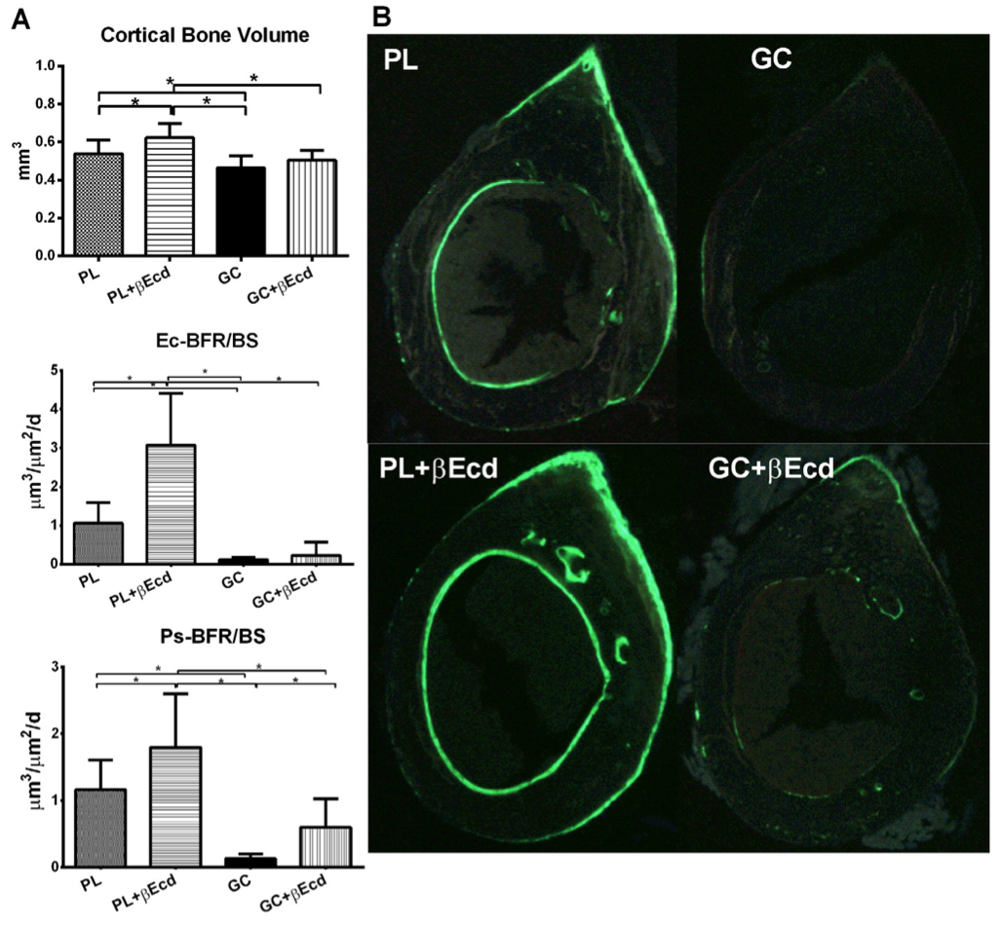 A
Cortical Bone Volume
1.0
0.8
0.6
0.4
0.2
0.0
mm³
* *
* *
PL PL+βEcd GC GC+βEcd
Ec-BFR/BS
5
4
3
2
1
0
μm³/μm²/d
*
* *
*
PL PL+βEcd GC GC+βEcd
Ps-BFR/BS
3
2
1
0
μm³/μm²/d
* *
* * *
PL PL+βEcd GC GC+βEcd
B
PL GC
PL+βEcd GC+βEcd